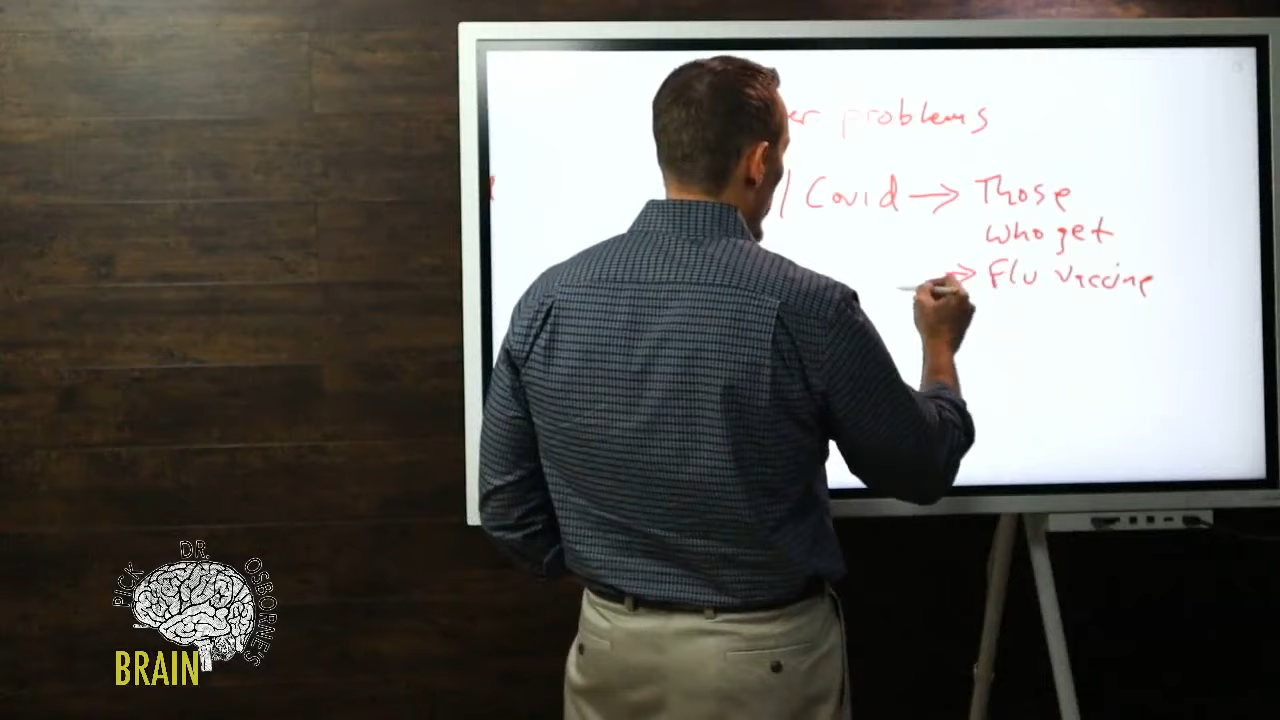 problems
Covid → Those
who get
→ Flu vaccine
PICK DR. OSBORNE'S
BRAIN